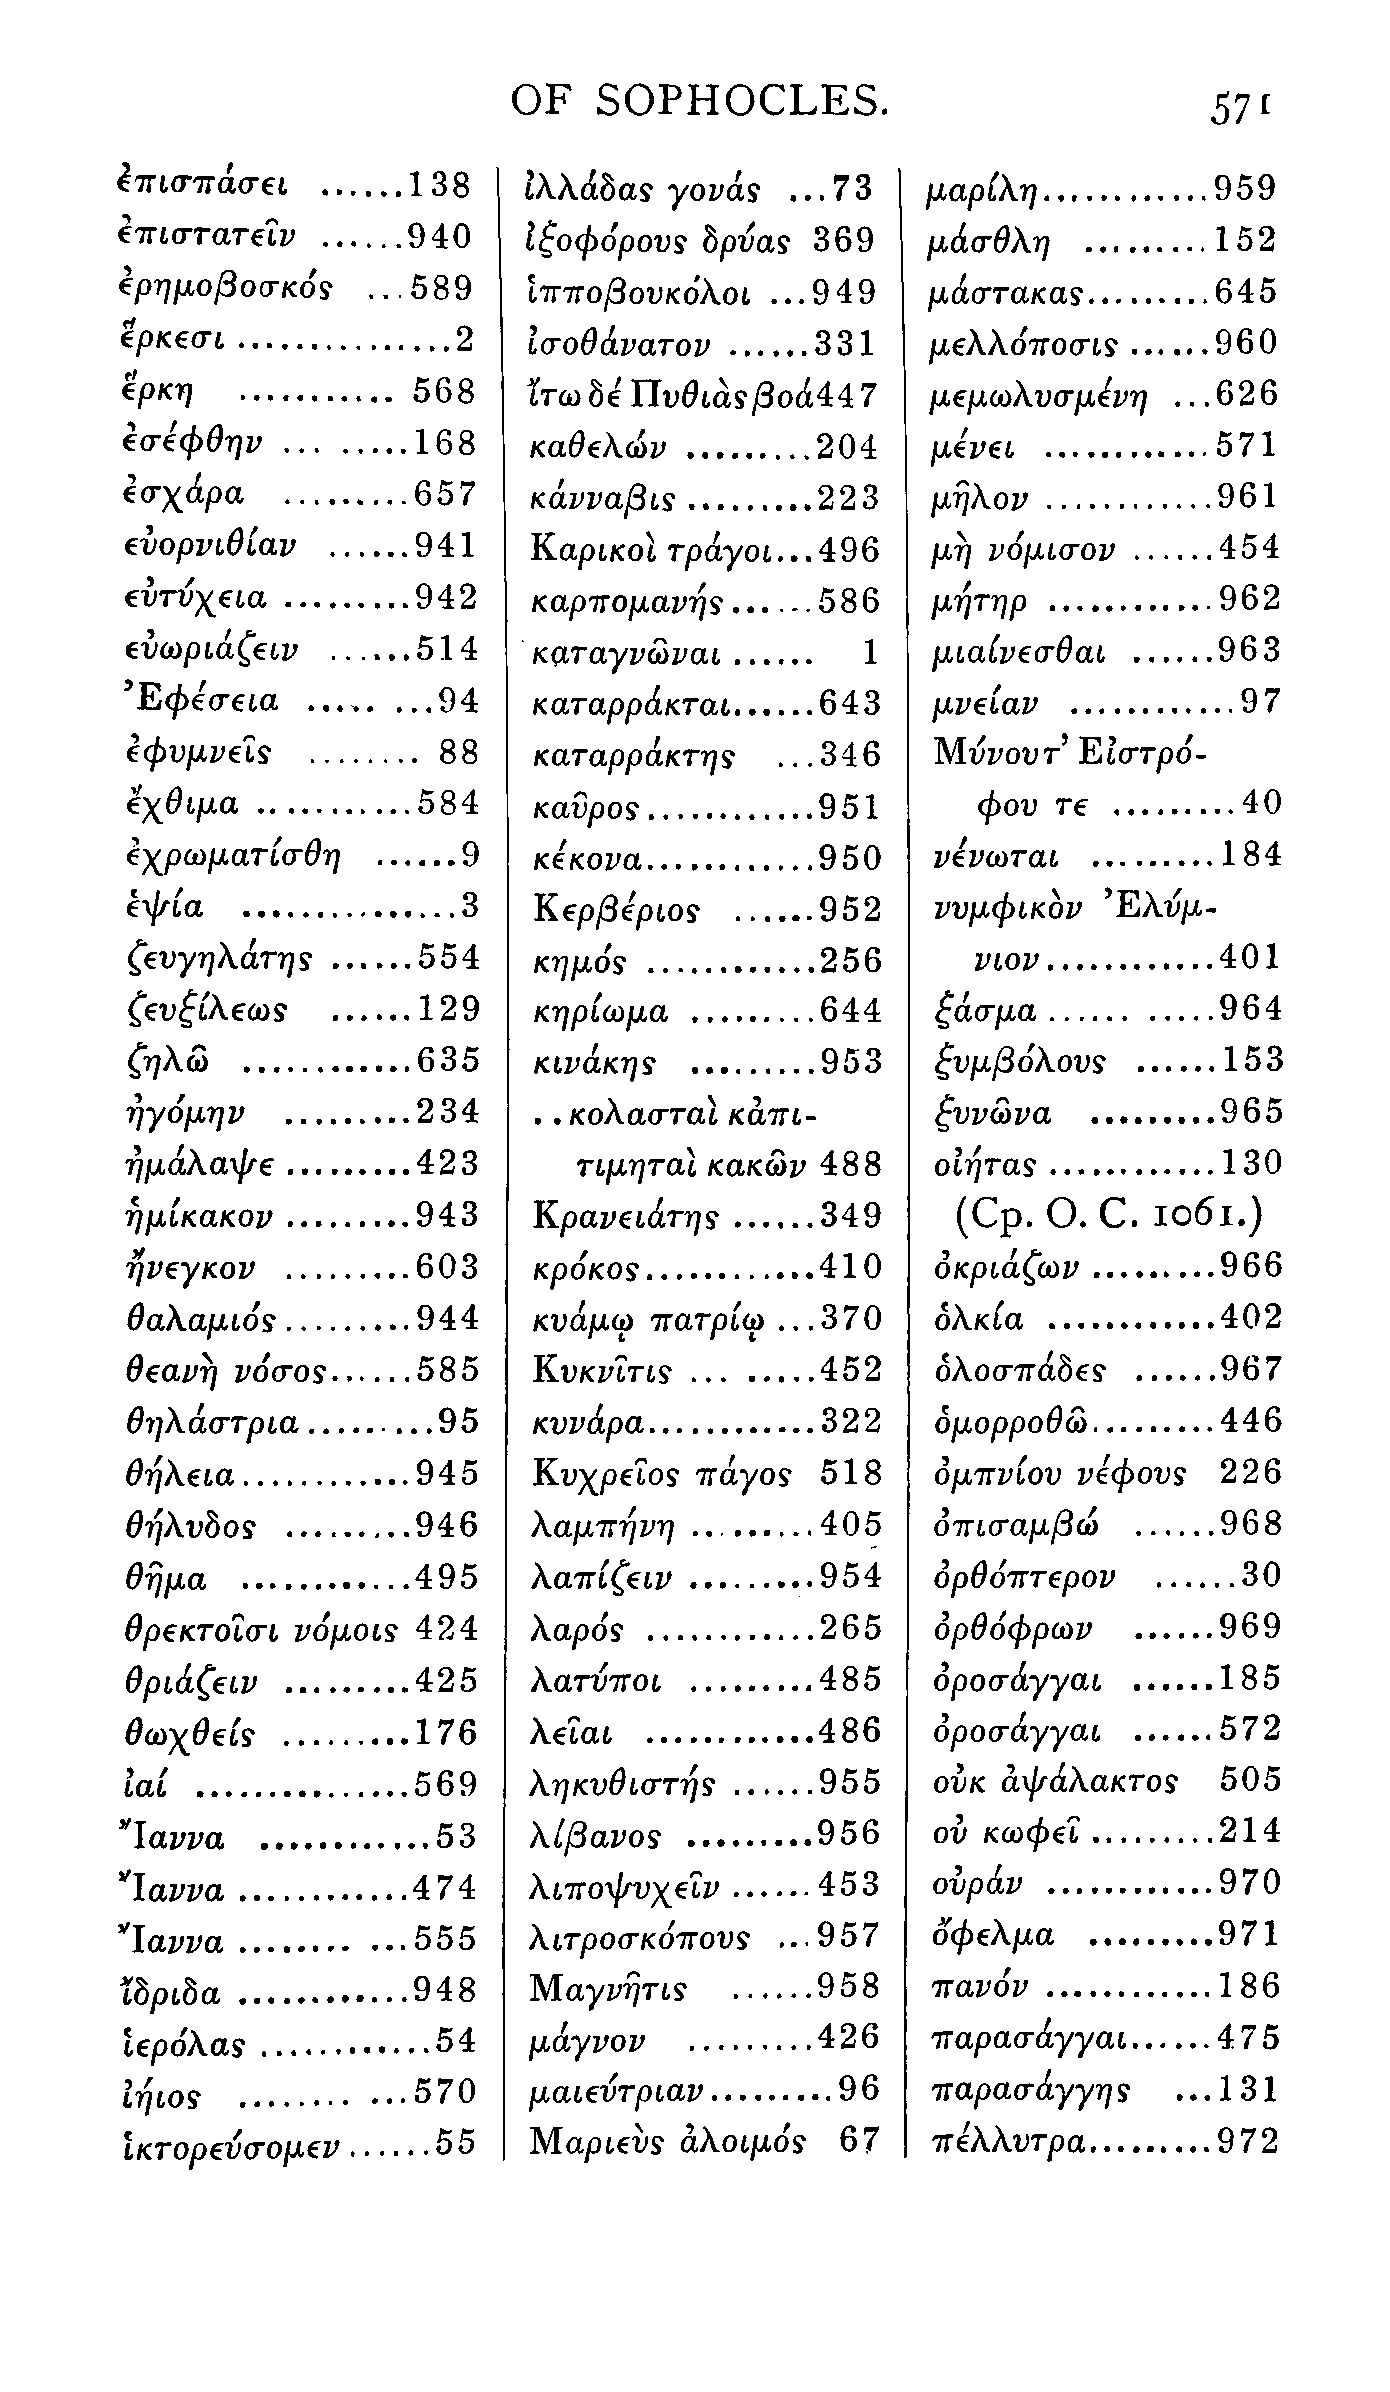 OF SOPHOCLES.
571
ἐπισπάσει ......138
ἐπιστατεῖν ......940
ἐρημοβοσκός ...589
ἕρκεσι ...............2
ἕρκη ........... 568
ἐσέφθην ... .....168
ἐσχάρα .........657
εὐορνιθίαν ......941
εὐτύχεια .........942
εὐωριάζειν ......514
Ἐφέσεια ..... ...94
ἐφυμνεῖς ........ 88
ἔχθιμα ...........584
ἐχρωματίσθη ......9
ἑψία ...............3
ζευγηλάτης ......554
ζευξίλεως ......129
ζηλῶ ............635
ἡγόμην .........234
ἠμάλαψε .........423
ἡμίκακον .........943
ἤνεγκον .........603
θαλαμιός.........944
θεανὴ νόσος......585
θηλάστρια.........95
θήλεια............945
θήλυδος .........946
θῆμα ............495
θρεκτοῖσι νόμοις 424
θριάζειν .........425
θωχθείς .........176
ἰαί ...............569
Ἴαννα ............53
Ἴαννα ............474
Ἴαννα ........ ...555
ἴδριδα ............948
ἱερόλας ............54
ἰήιος ........ ...570
ἱκτορεύσομεν ......55
ἰλλάδας γονάς ...73
ἰξοφόρους δρύας 369
ἱπποβουκόλοι ...949
ἰσοθάνατον ......331
ἴτω δέ Πυθιὰς βοά447
καθελών .........204
κάνναβις .........223
Καρικοὶ τράγοι...496
καρπομανής ......586
καταγνῶναι ...... 1
καταρράκται......643
καταρράκτης ...346
καῦρος............951
κέκονα............950
Κερβέριος ......952
κημός ............256
κηρίωμα .........644
κινάκης .........953
..κολασταὶ κἀπι-
τιμηταὶ κακῶν 488
Κρανειάτης ......349
κρόκος............410
κυάμῳ πατρίῳ ...370
Κυκνῖτις ... .....452
κυνάρα............322
Κυχρεῖος πάγος 518
λαμπήνη .........405
λαπίζειν .........954
λαρός ............265
λατύποι .........485
λεῖαι ............486
ληκυθιστής ......955
λίβανος .........956
λιποψυχεῖν ......453
λιτροσκόπους ...957
Μαγνῆτις ......958
μάγνον .........426
μαιεύτριαν.........96
Μαριεὺς ἀλοιμός 67
μαρίλη............959
μάσθλη .........152
μάστακας.........645
μελλόποσις ......960
μεμωλυσμένη ...626
μένει ............571
μῆλον ............961
μὴ νόμισον ......454
μήτηρ ............962
μιαίνεσθαι ......963
μνείαν ............97
Μύνουτ’ Εἰστρό-
φου τε .........40
νένωται .........184
νυμφικὸν Ἐλύμ-
νιον............401
ξάσμα ...... .....964
ξυμβόλους ......153
ξυνῶνα .........965
οἰήτας ............130
(Cp. O. C. 1061.)
ὀκριάζων .........966
ὁλκία ............402
ὁλοσπάδες ......967
ὁμορροθῶ.........446
ὀμπνίου νέφους 226
ὀπισαμβώ ......968
ὀρθόπτερον ......30
ὀρθόφρων ......969
ὀροσάγγαι ......185
ὀροσάγγαι ......572
οὐκ ἀψάλακτος 505
οὐ κωφεῖ .........214
οὐράν ............970
ὄφελμα .........971
πανόν ............186
παρασάγγαι......475
παρασάγγης ...131
πέλλυτρα.........972